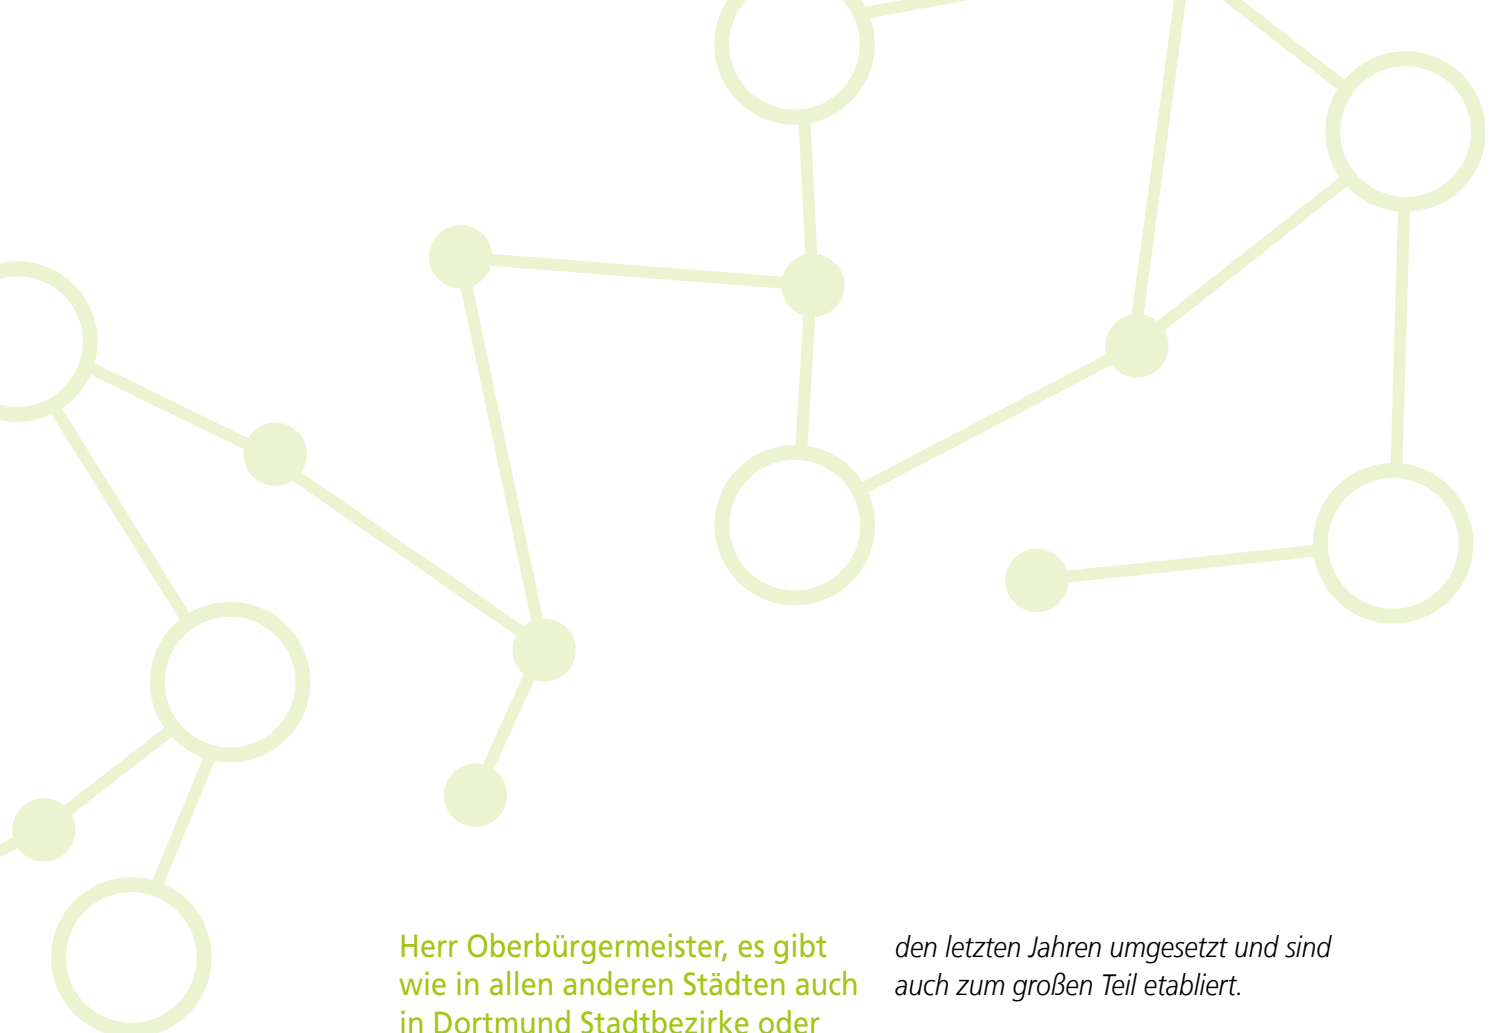 Herr Oberbürgermeister, es gibt
wie in allen anderen Städten auch
in Dortmund Stadtbezirke oder
den letzten Jahren umgesetzt und sind
auch zum großen Teil etabliert.